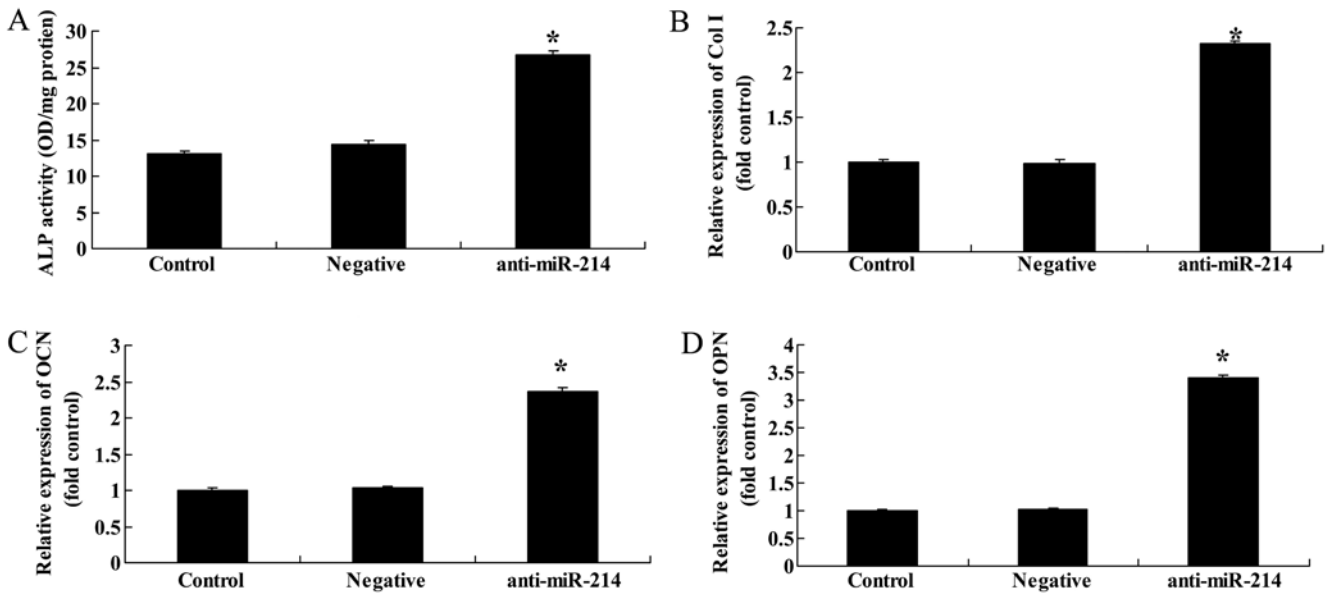 A
ALP activity (OD/mg protien)
30
25
20
15
10
5
0
*
Control Negative anti-miR-214
B
Relative expression of Col I
(fold control)
2.5
2
1.5
1
0.5
0
*
Control Negative anti-miR-214
C
Relative expression of OCN
(fold control)
3
2.5
2
1.5
1
0.5
0
*
Control Negative anti-miR-214
D
Relative expression of OPN
(fold control)
4
3.5
3
2.5
2
1.5
1
0.5
0
*
Control Negative anti-miR-214